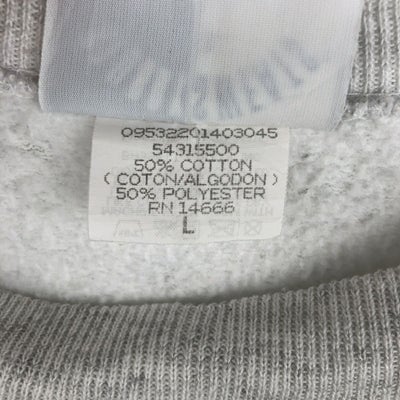 09532201403045
54315500
50% COTTON
(COTON/ALGODON)
50% POLYESTER
RN 14666
L